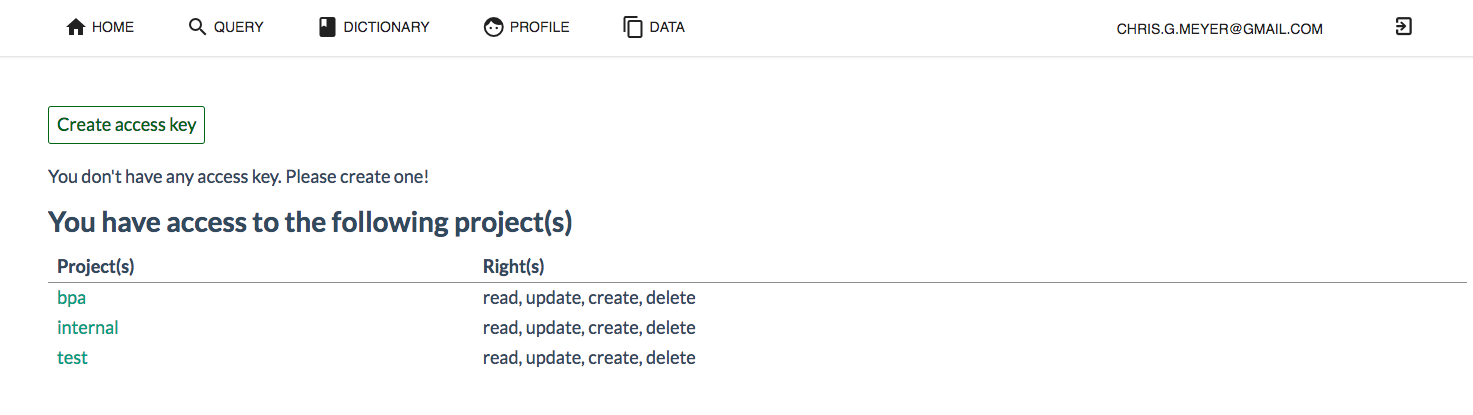 HOME QUERY DICTIONARY PROFILE DATA CHRIS.G.MEYER@GMAIL.COM
Create access key
You don't have any access key. Please create one!
You have access to the following project(s)
Project(s) Right(s)
bpa read, update, create, delete
internal read, update, create, delete
test read, update, create, delete